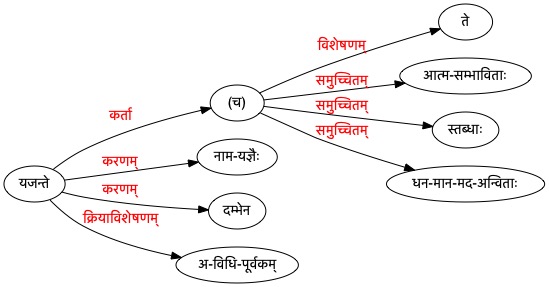 ते
विशेषणम्
आत्म-सम्भाविताः
समुच्चितम्
(च)
समुच्चितम्
स्तब्धाः
कर्ता
समुच्चितम्
नाम-यज्ञैः
करणम्
यजन्ते
धन-मान-मद-अन्विताः
करणम्
दम्भेन
क्रियाविशेषणम्
अ-विधि-पूर्वकम्